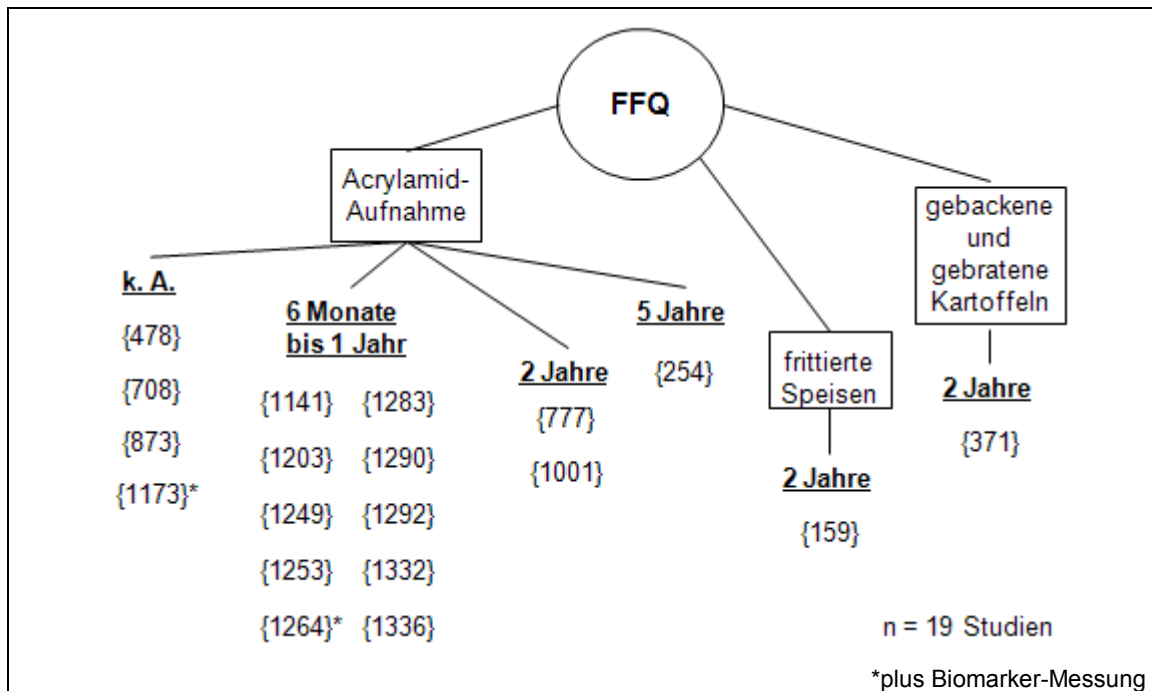 FFQ
Acrylamid-
Aufnahme
k. A.
{478}
{708}
{873}
{1173}*
6 Monate
bis 1 Jahr
{1141} {1283}
{1203} {1290}
{1249} {1292}
{1253} {1332}
{1264}* {1336}
2 Jahre
{777}
{1001}
5 Jahre
{254}
frittierte
Speisen
2 Jahre
{159}
gebackene
und
gebratene
Kartoffeln
2 Jahre
{371}
n = 19 Studien
*plus Biomarker-Messung